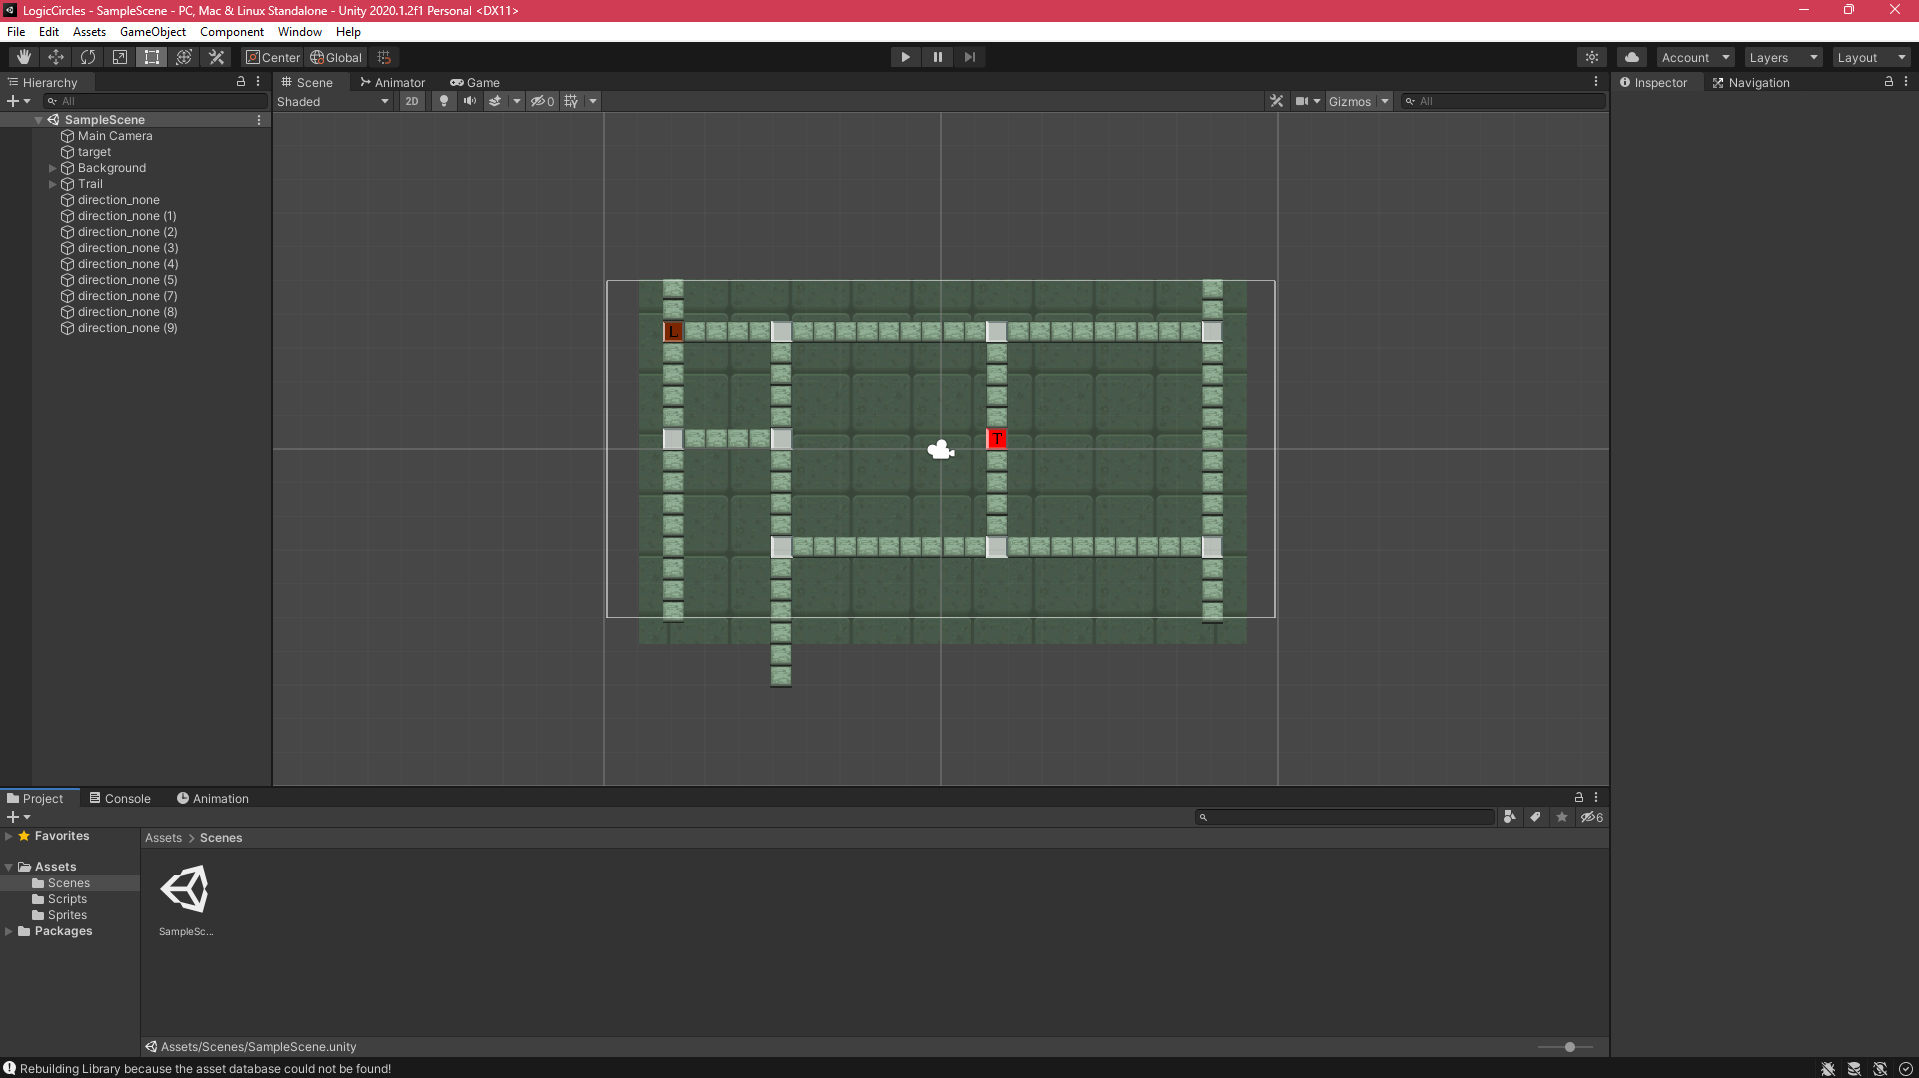 LogicCircles - SampleScene - PC, Mac & Linux Standalone - Unity 2020.1.2f1 Personal <DX11>
File Edit Assets GameObject Component Window Help
Center Global Account Layers Layout
Hierarchy Scene Animator Game Inspector Navigation
All Shaded 2D 0 Gizmos All
SampleScene
Main Camera
target
Background
Trail
direction_none
direction_none (1)
direction_none (2)
direction_none (3)
direction_none (4)
direction_none (5)
direction_none (7)
direction_none (8)
direction_none (9)
L
T
Project Console Animation
6
Favorites Assets > Scenes
Assets
Scenes
Scripts
Sprites
Packages
SampleSc...
Assets/Scenes/SampleScene.unity
Rebuilding Library because the asset database could not be found!